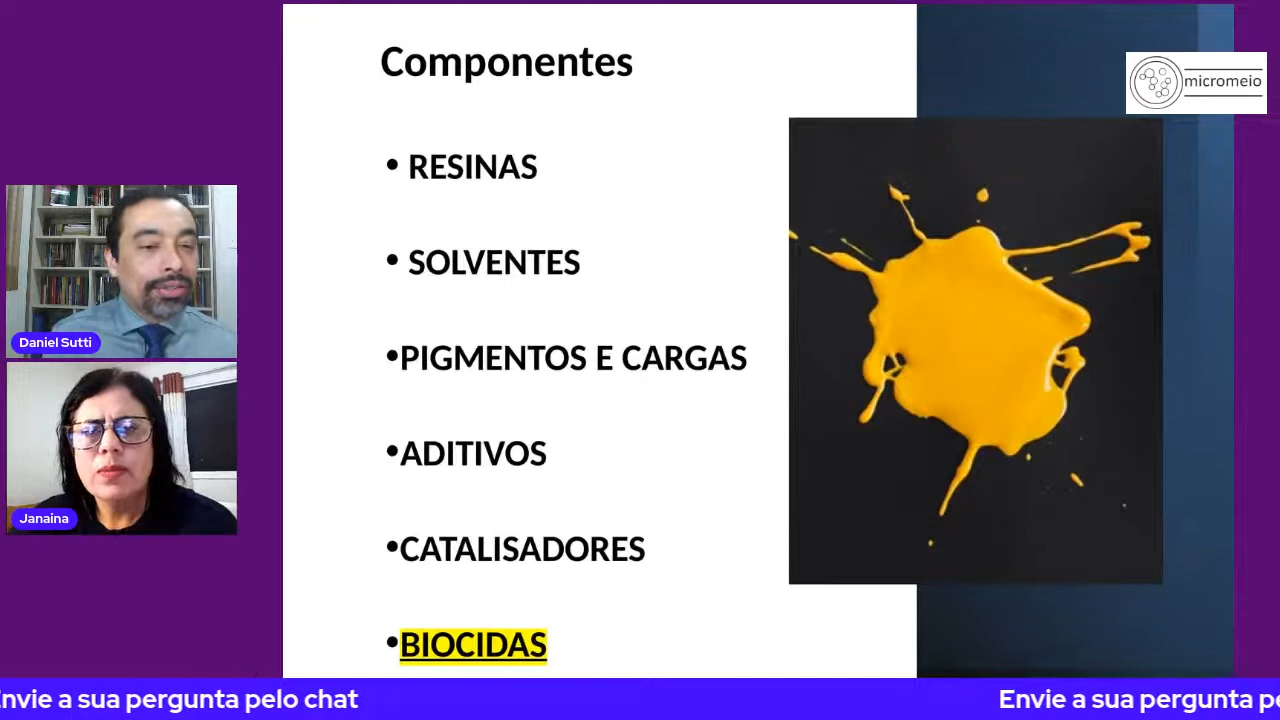 Componentes
• RESINAS
• SOLVENTES
•PIGMENTOS E CARGAS
•ADITIVOS
•CATALISADORES
•BIOCIDAS
micromeio
Daniel Sutti
Janaina
Envie a sua pergunta pelo chat
Envie a sua pergunta pe